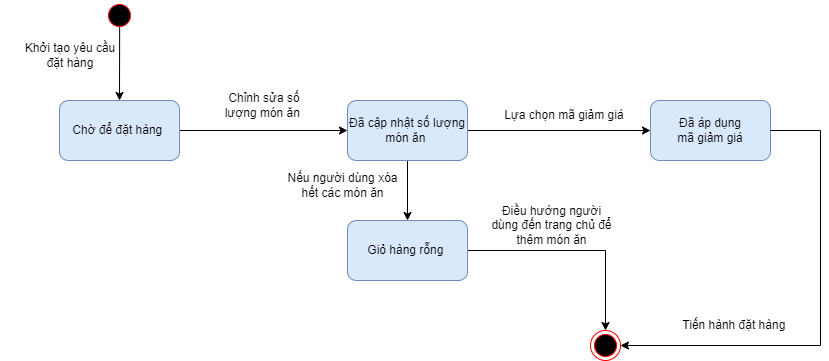 Khởi tạo yêu cầu
đặt hàng
Chờ để đặt hàng
Chỉnh sửa số
lượng món ăn
Đã cập nhật số lượng
món ăn
Lựa chọn mã giảm giá
Đã áp dụng
mã giảm giá
Nếu người dùng xóa
hết các món ăn
Giỏ hàng rỗng
Điều hướng người
dùng đến trang chủ để
thêm món ăn
Tiến hành đặt hàng